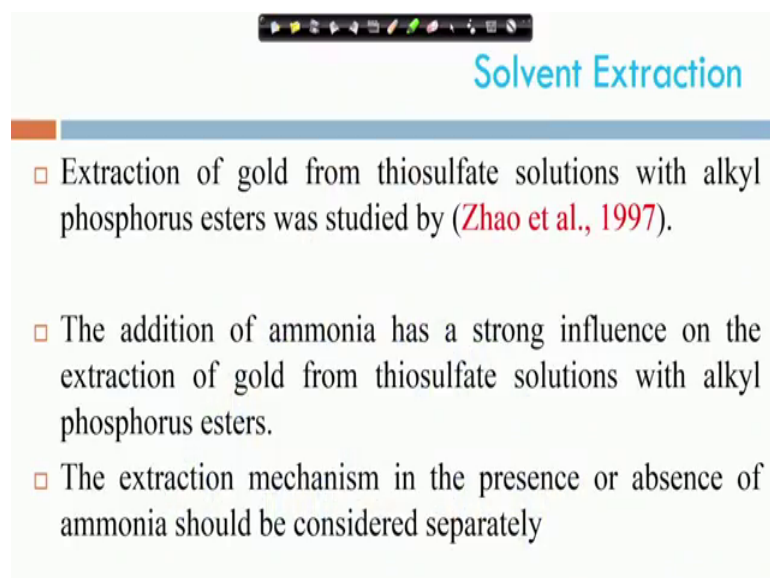 Solvent Extraction
Extraction of gold from thiosulfate solutions with alkyl
phosphorus esters was studied by (Zhao et al., 1997).
The addition of ammonia has a strong influence on the
extraction of gold from thiosulfate solutions with alkyl
phosphorus esters.
The extraction mechanism in the presence or absence of
ammonia should be considered separately